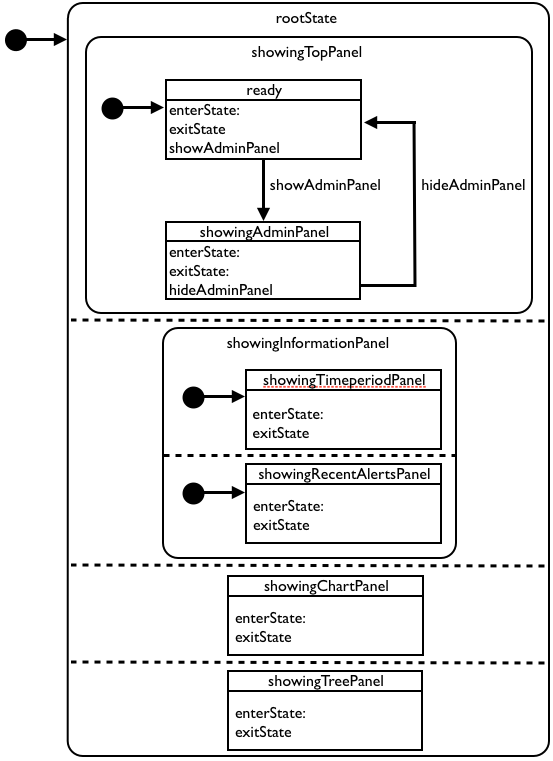 rootState
showingTopPanel
ready
enterState:
exitState
showAdminPanel
showAdminPanel
hideAdminPanel
showingAdminPanel
enterState:
exitState:
hideAdminPanel
showingInformationPanel
showingTimeperiodPanel
enterState:
exitState
showingRecentAlertsPanel
enterState:
exitState
showingChartPanel
enterState:
exitState
showingTreePanel
enterState:
exitState